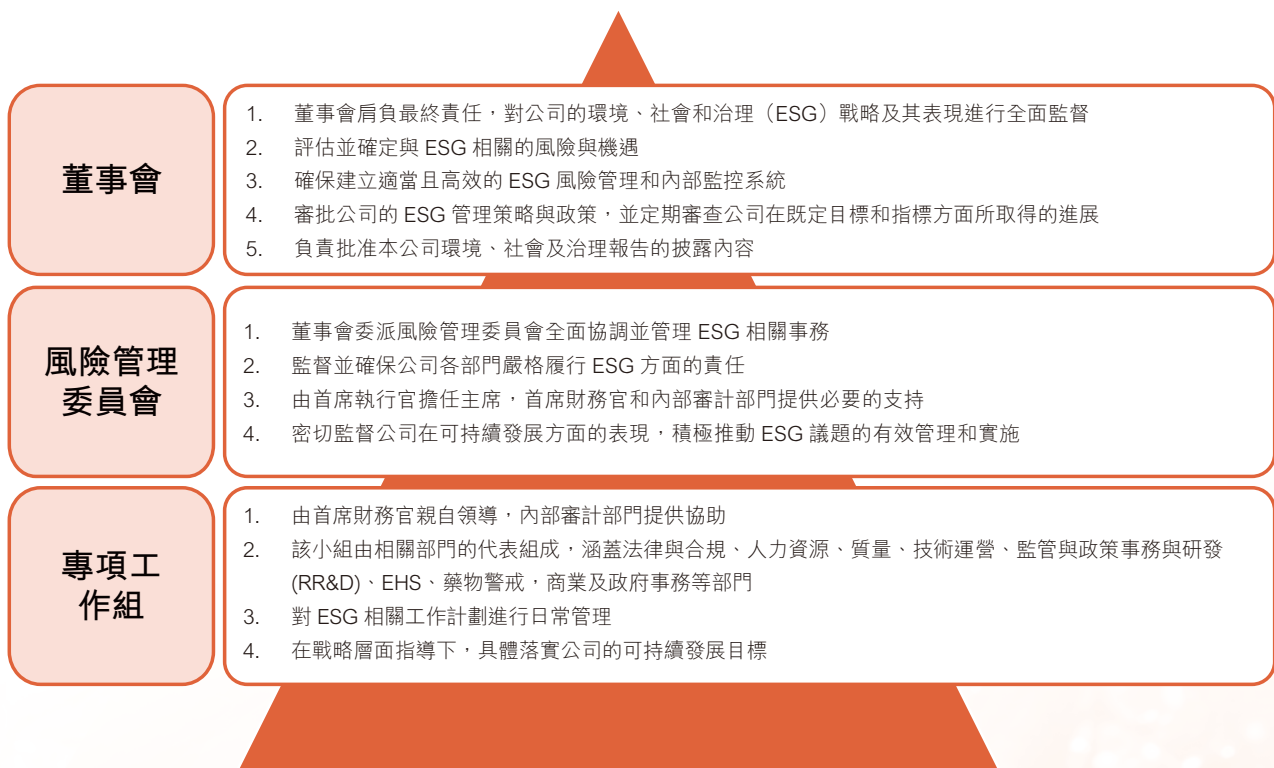 董事會
1. 董事會肩負最終責任，對公司的環境、社會和治理（ESG）戰略及其表現進行全面監督
2. 評估並確定與 ESG 相關的風險與機遇
3. 確保建立適當且高效的 ESG 風險管理和內部監控系統
4. 審批公司的 ESG 管理策略與政策，並定期審查公司在既定目標和指標方面所取得的進展
5. 負責批准本公司環境、社會及治理報告的披露內容
風險管理
委員會
1. 董事會委派風險管理委員會全面協調並管理 ESG 相關事務
2. 監督並確保公司各部門嚴格履行 ESG 方面的責任
3. 由首席執行官擔任主席，首席財務官和內部審計部門提供必要的支持
4. 密切監督公司在可持續發展方面的表現，積極推動 ESG 議題的有效管理和實施
專項工
作組
1. 由首席財務官親自領導，內部審計部門提供協助
2. 該小組由相關部門的代表組成，涵蓋法律與合規、人力資源、質量、技術運營、監管與政策事務與研發
(RR&D)、EHS、藥物警戒，商業及政府事務等部門
3. 對 ESG 相關工作計劃進行日常管理
4. 在戰略層面指導下，具體落實公司的可持續發展目標